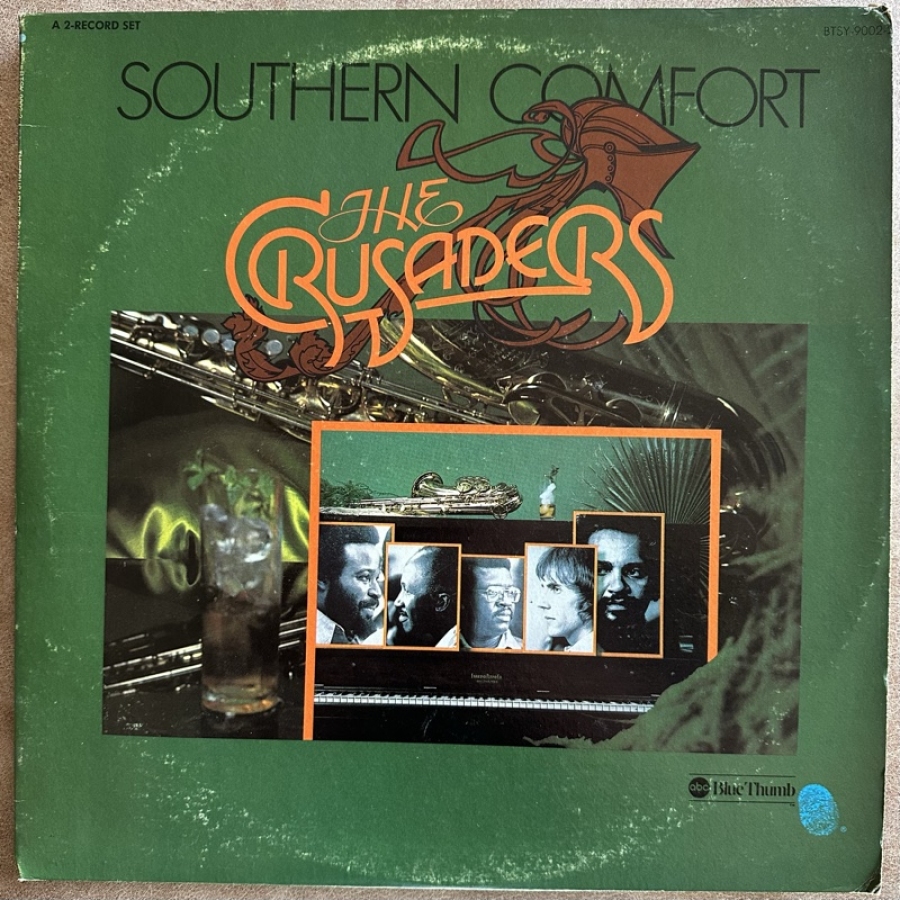 A 2-RECORD SET
BTSY-9002
SOUTHERN COMFORT
THE
CRUSADERS
abc Blue Thumb